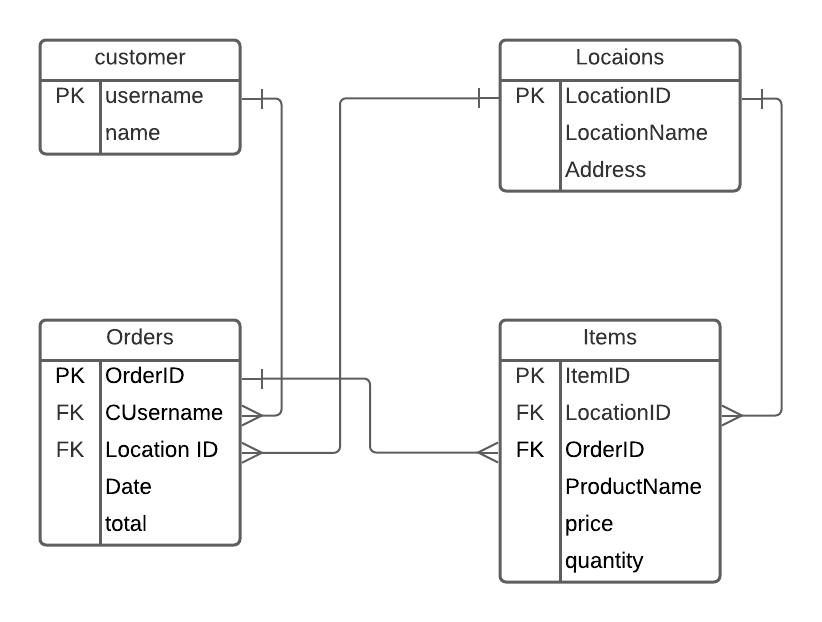 customer
PK username
name
Locaions
PK LocationID
LocationName
Address
Orders
PK OrderID
FK CUsername
FK Location ID
Date
total
Items
PK ItemID
FK LocationID
FK OrderID
ProductName
price
quantity